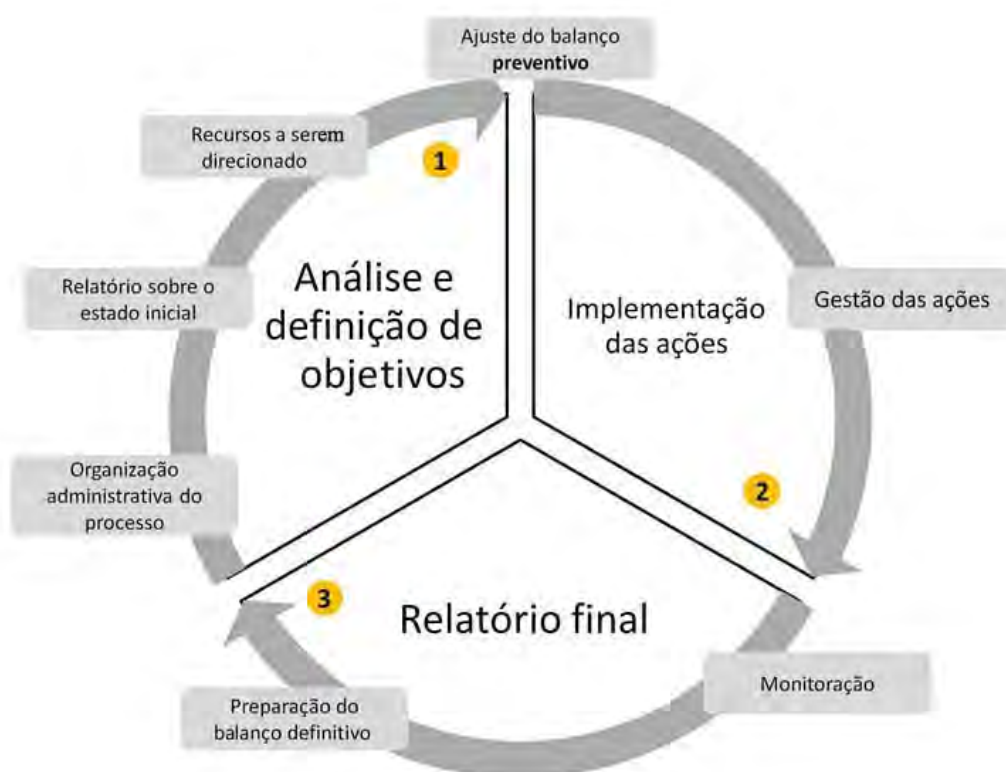 Ajuste do balanço
preventivo
Recursos a serem
direcionado
1
Relatório sobre o
estado inicial
Análise e
definição de
objetivos
Organização
administrativa do
processo
Implementação
das ações
Gestão das ações
2
3
Relatório final
Monitoração
Preparação do
balanço definitivo